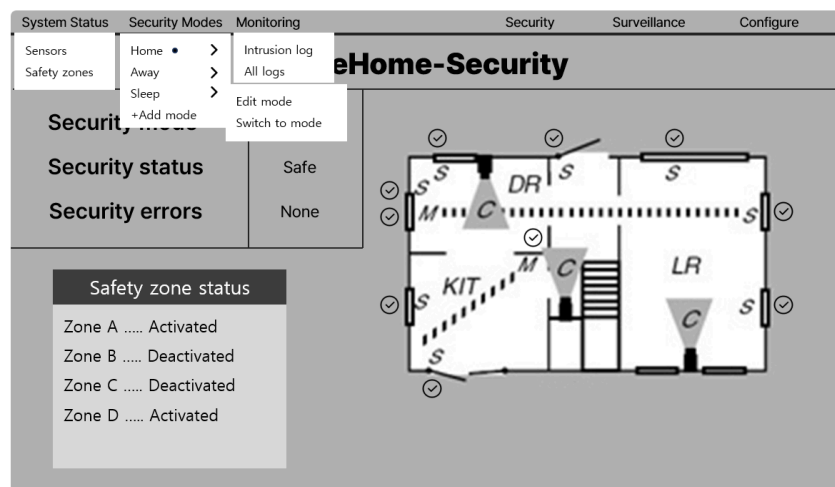 System Status Security Modes Monitoring Security Surveillance Configure
Sensors
Safety zones
Home
Away
Sleep
+Add mode
Intrusion log
All logs
Edit mode
Switch to mode
eHome-Security
Security mode
Security status Safe
Security errors None
Safety zone status
Zone A ..... Activated
Zone B ..... Deactivated
Zone C ..... Deactivated
Zone D ..... Activated
S S DR S S
M C S
KIT M C LR
S C S
S